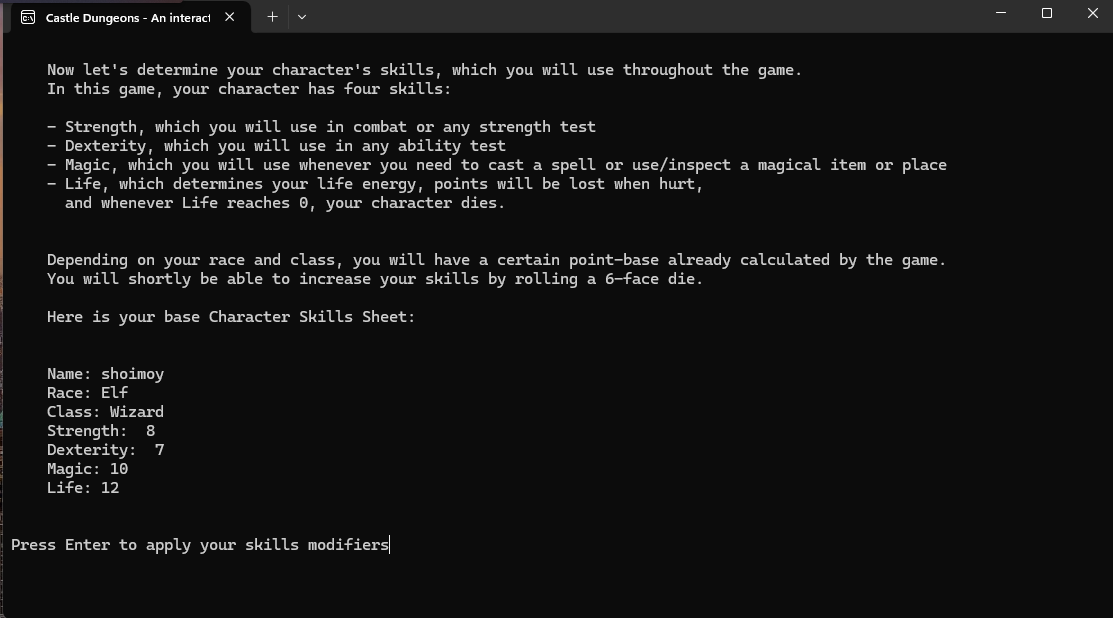 Castle Dungeons - An interact
Now let's determine your character's skills, which you will use throughout the game.
In this game, your character has four skills:
- Strength, which you will use in combat or any strength test
- Dexterity, which you will use in any ability test
- Magic, which you will use whenever you need to cast a spell or use/inspect a magical item or place
- Life, which determines your life energy, points will be lost when hurt,
and whenever Life reaches 0, your character dies.
Depending on your race and class, you will have a certain point-base already calculated by the game.
You will shortly be able to increase your skills by rolling a 6-face die.
Here is your base Character Skills Sheet:
Name: shoimoy
Race: Elf
Class: Wizard
Strength:  8
Dexterity:  7
Magic: 10
Life: 12
Press Enter to apply your skills modifiers